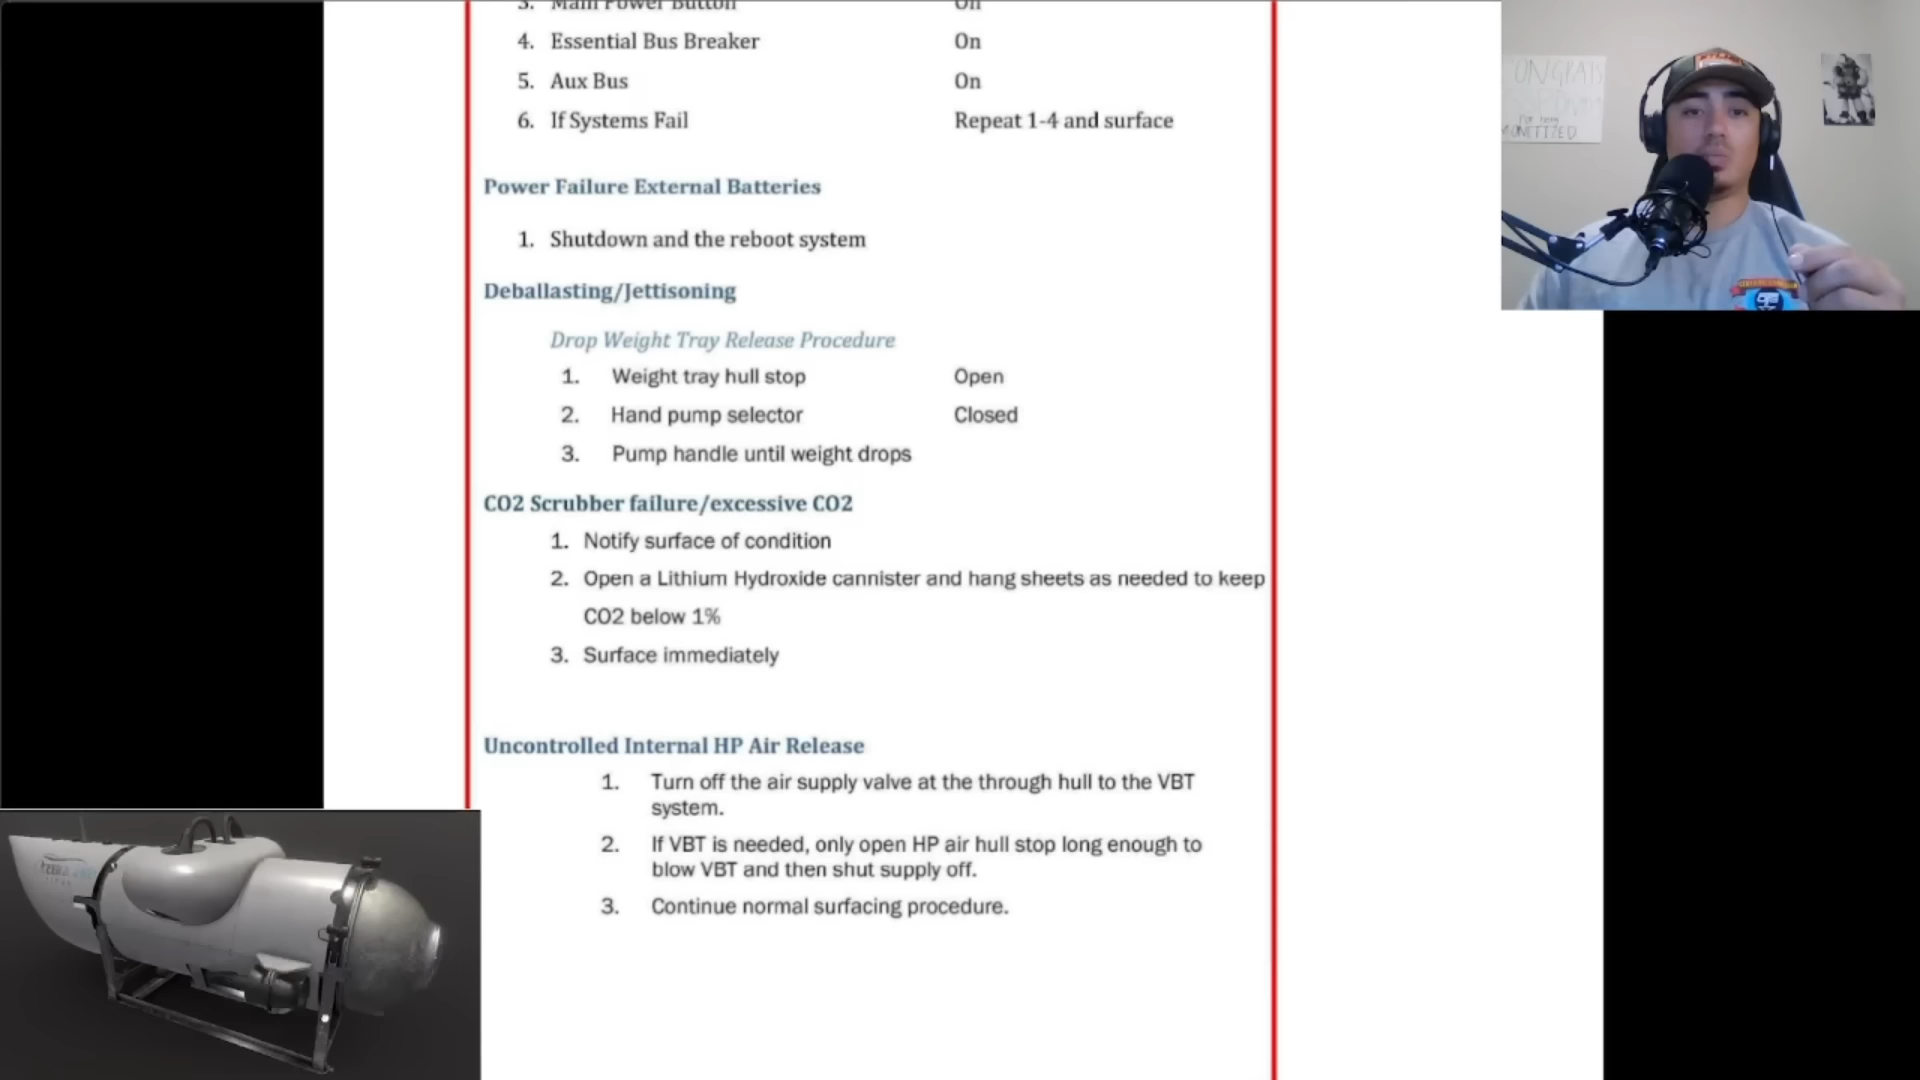 3. Main Power Button On
4. Essential Bus Breaker On
5. Aux Bus On
6. If Systems Fail Repeat 1-4 and surface
Power Failure External Batteries
1. Shutdown and the reboot system
Deballasting/Jettisoning
Drop Weight Tray Release Procedure
1. Weight tray hull stop Open
2. Hand pump selector Closed
3. Pump handle until weight drops
CO2 Scrubber failure/excessive CO2
1. Notify surface of condition
2. Open a Lithium Hydroxide cannister and hang sheets as needed to keep
CO2 below 1%
3. Surface immediately
Uncontrolled Internal HP Air Release
1. Turn off the air supply valve at the through hull to the VBT
system.
2. If VBT is needed, only open HP air hull stop long enough to
blow VBT and then shut supply off.
3. Continue normal surfacing procedure.